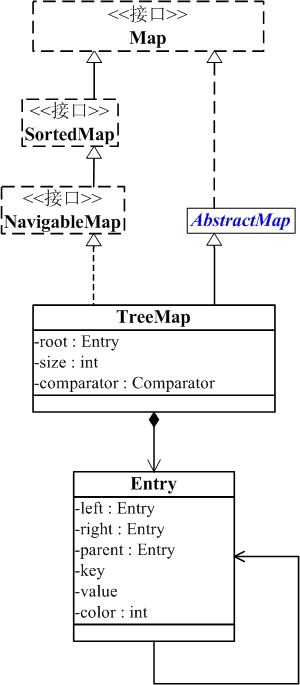 <<接口>>
Map
<<接口>>
SortedMap
<<接口>>
NavigableMap
AbstractMap
TreeMap
-root : Entry
-size : int
-comparator : Comparator
Entry
-left : Entry
-right : Entry
-parent : Entry
-key
-value
-color : int